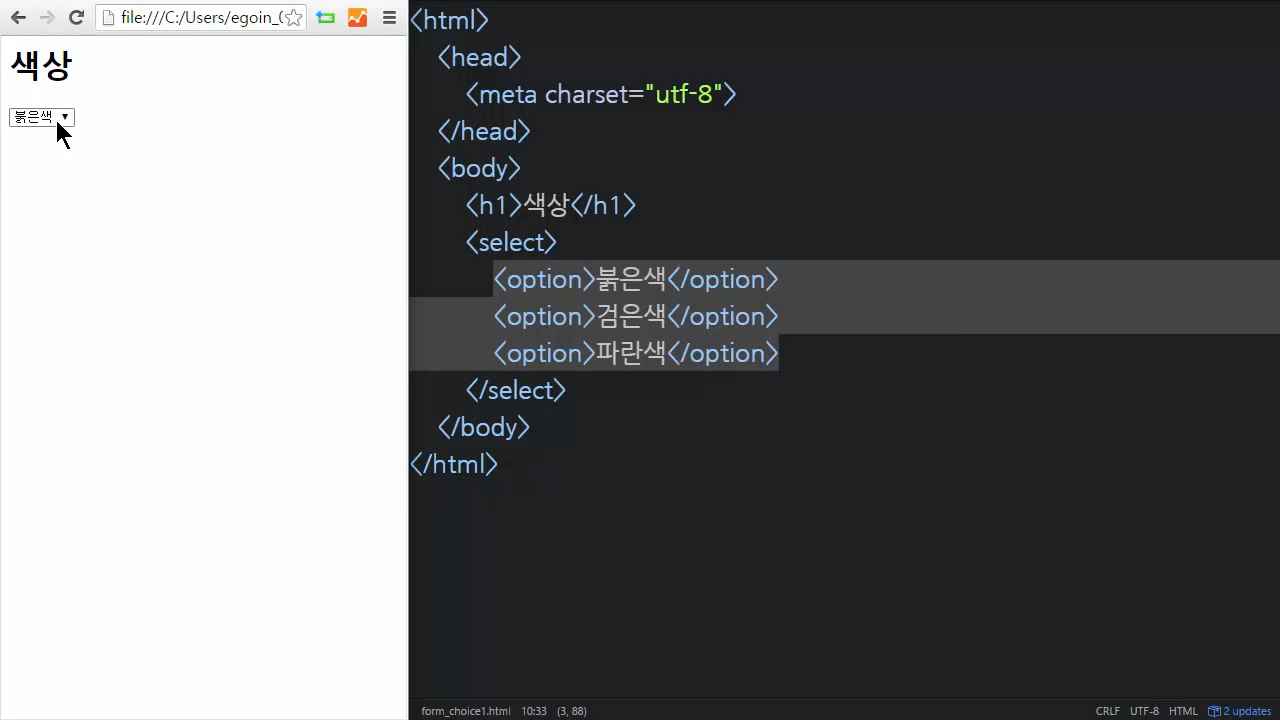 file:///C:/Users/egoin_(
색상
붉은색
<html>
<head>
<meta charset="utf-8">
</head>
<body>
<h1>색상</h1>
<select>
<option>붉은색</option>
<option>검은색</option>
<option>파란색</option>
</select>
</body>
</html>
form_choice1.html 10:33 (3, 88)
CRLF UTF-8 HTML 2 updates